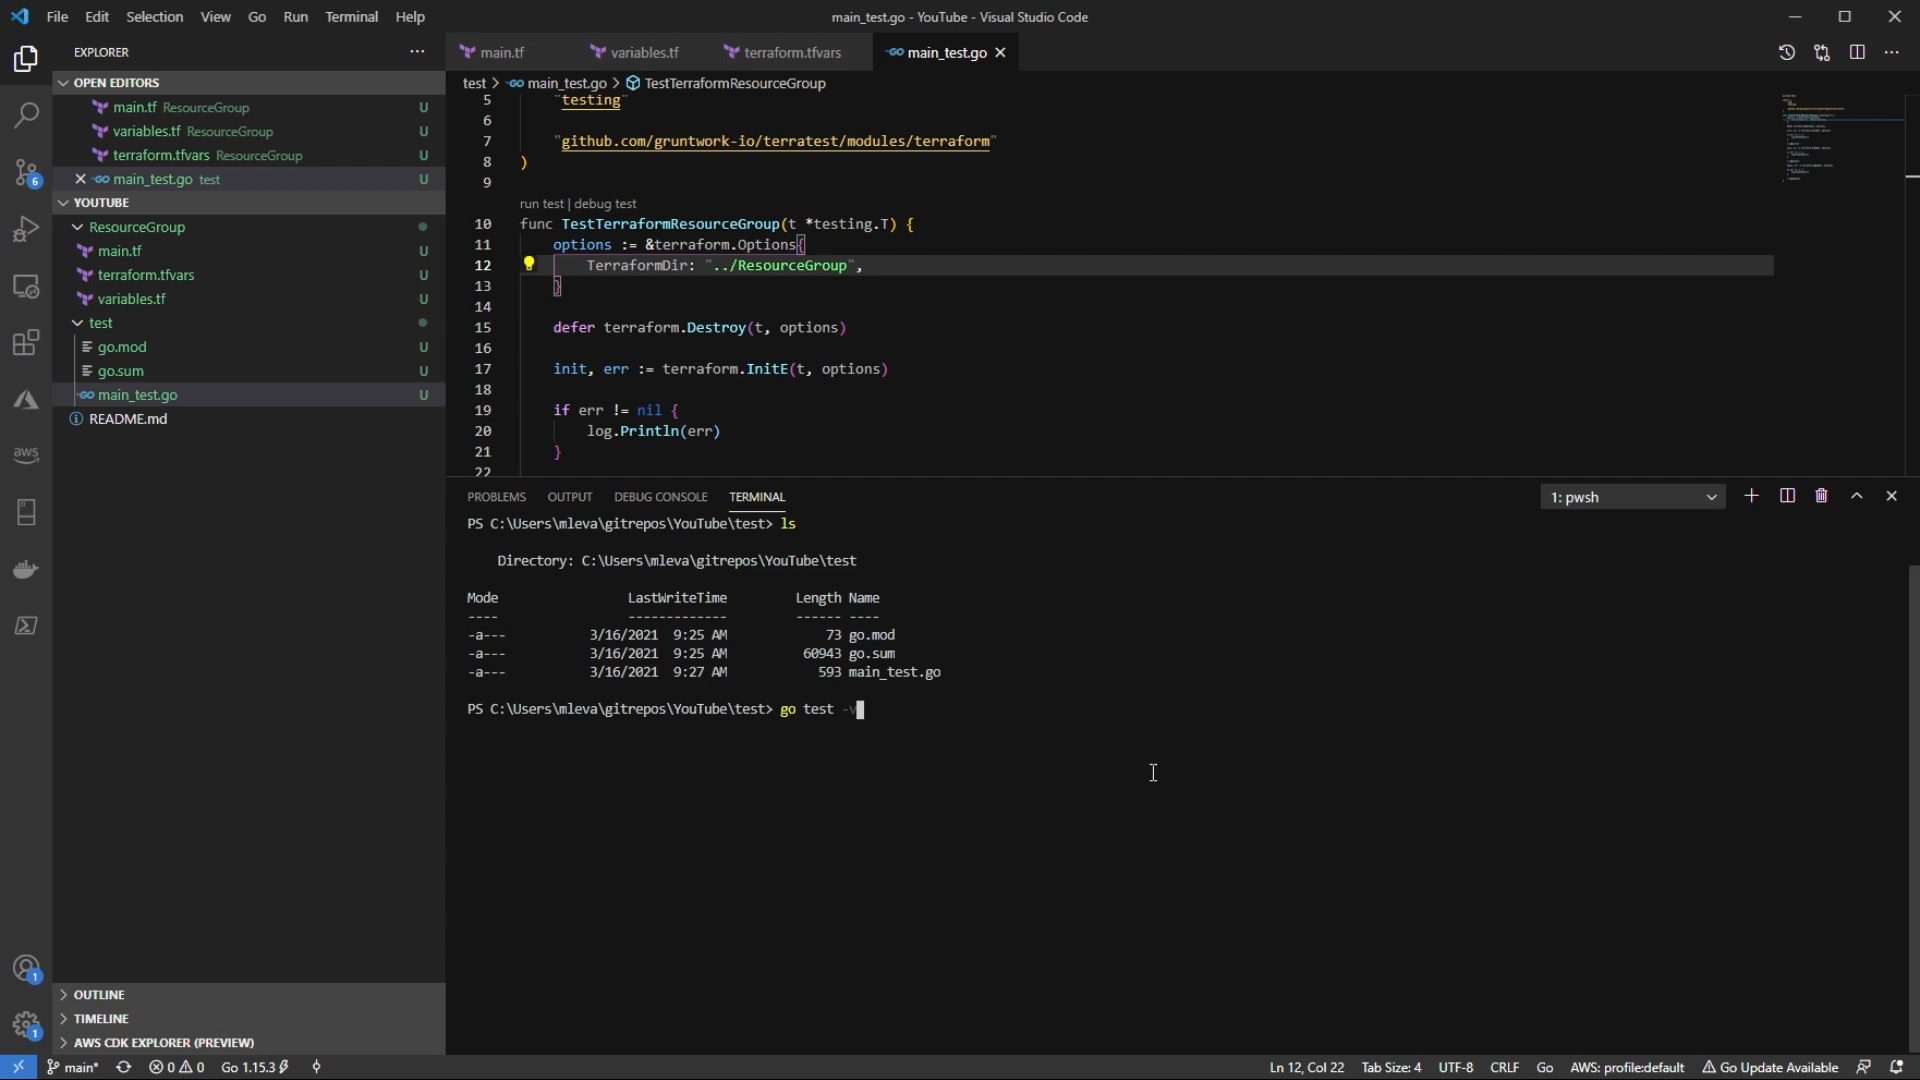 File Edit Selection View Go Run Terminal Help
main_test.go - YouTube - Visual Studio Code
EXPLORER
OPEN EDITORS
main.tf ResourceGroup U
variables.tf ResourceGroup U
terraform.tfvars ResourceGroup U
main_test.go test U
YOUTUBE
ResourceGroup
main.tf U
terraform.tfvars U
variables.tf U
test
go.mod U
go.sum U
main_test.go U
README.md
6
aws
1
1
OUTLINE
TIMELINE
AWS CDK EXPLORER (PREVIEW)
main.tf variables.tf terraform.tfvars main_test.go
test > main_test.go > TestTerraformResourceGroup
5 "testing"
6
7 "github.com/gruntwork-io/terratest/modules/terraform"
8 )
9
run test | debug test
10 func TestTerraformResourceGroup(t *testing.T) {
11 options := &terraform.Options{
12 TerraformDir: "../ResourceGroup",
13 }
14
15 defer terraform.Destroy(t, options)
16
17 init, err := terraform.InitE(t, options)
18
19 if err != nil {
20 log.Println(err)
21 }
22
PROBLEMS OUTPUT DEBUG CONSOLE TERMINAL
1: pwsh
PS C:\Users\mleva\gitrepos\YouTube\test> ls
Directory: C:\Users\mleva\gitrepos\YouTube\test
Mode LastWriteTime Length Name
---- ------------- ------ ----
-a--- 3/16/2021 9:25 AM 73 go.mod
-a--- 3/16/2021 9:25 AM 60943 go.sum
-a--- 3/16/2021 9:27 AM 593 main_test.go
PS C:\Users\mleva\gitrepos\YouTube\test> go test -v
main* 0 0 Go 1.15.3
Ln 12, Col 22 Tab Size: 4 UTF-8 CRLF Go AWS: profile:default Go Update Available